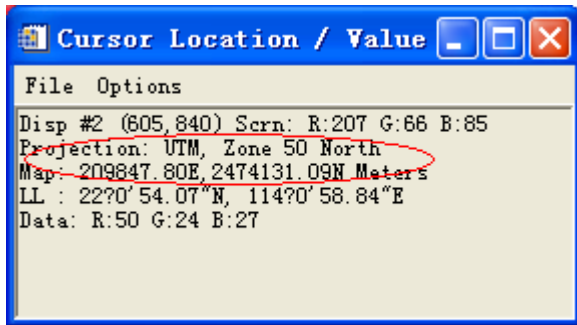 Cursor Location / Value
File Options
Disp #2 (605,840) Scrn: R:207 G:66 B:85
Projection: UTM, Zone 50 North
Map: 209847.80E,2474131.09N Meters
LL : 22?0'54.07"N, 114?0'58.84"E
Data: R:50 G:24 B:27